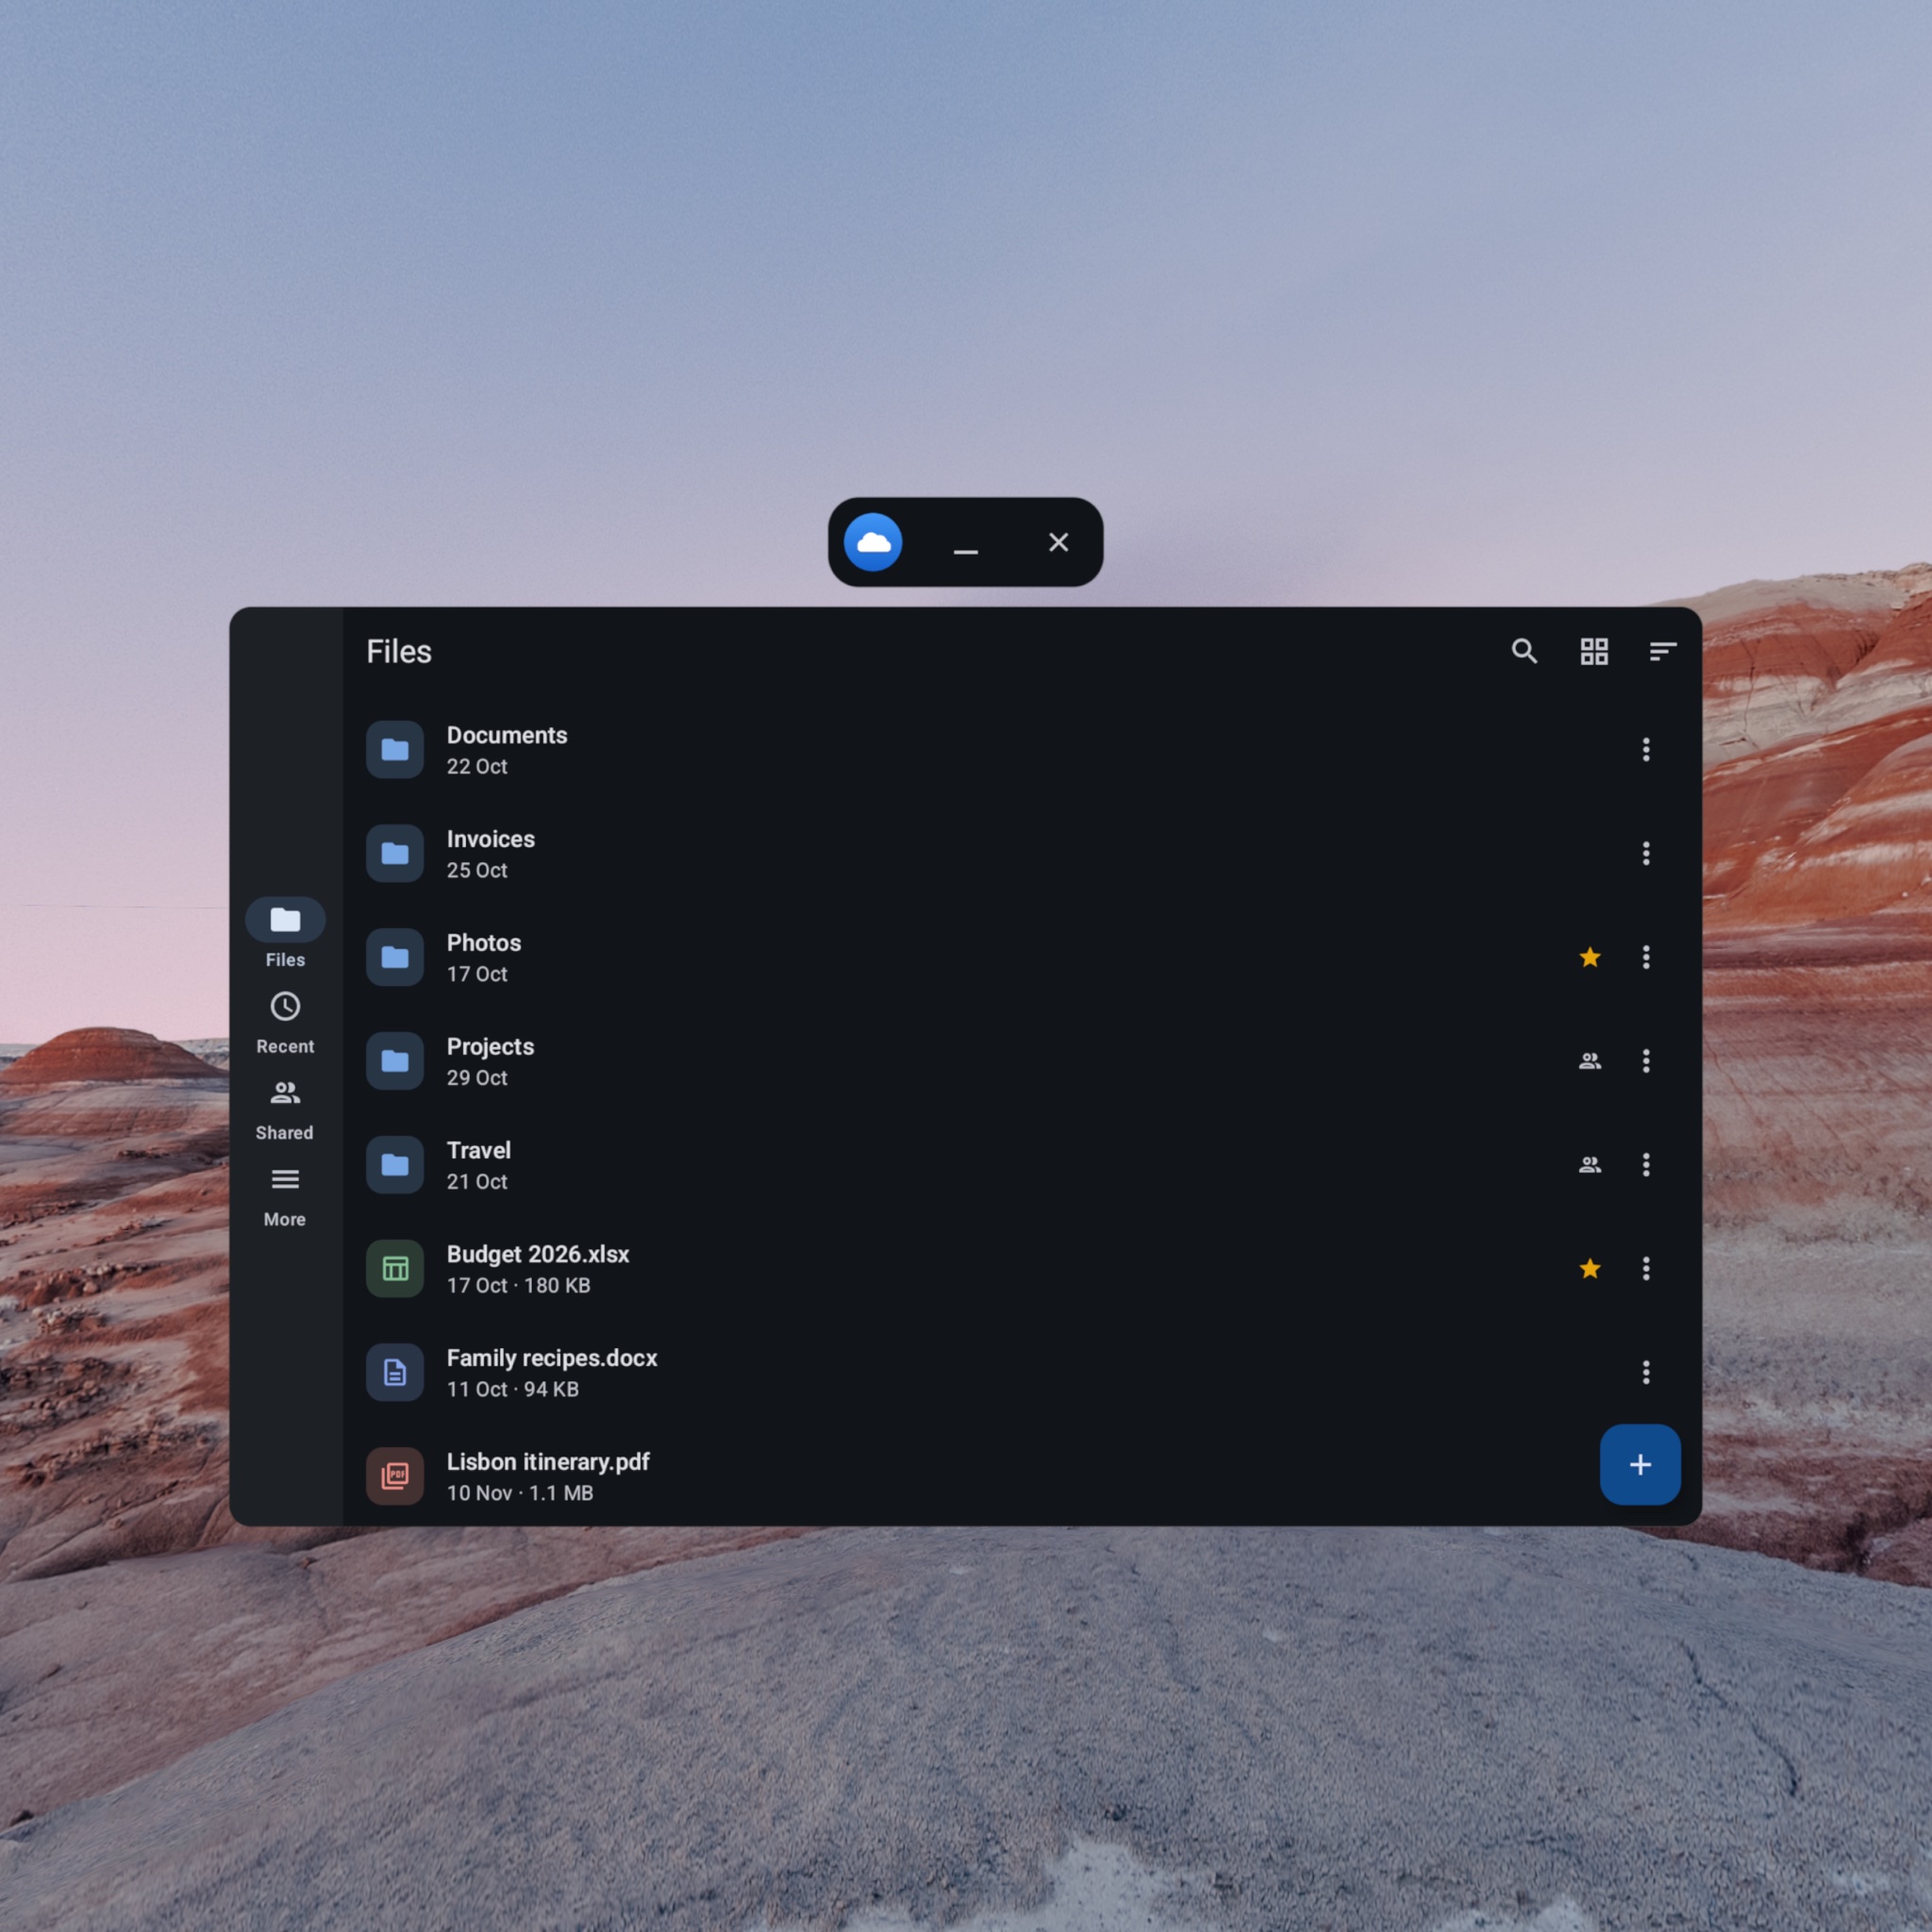 Files
Documents
22 Oct
Invoices
25 Oct
Photos
17 Oct
Projects
29 Oct
Travel
21 Oct
Budget 2026.xlsx
17 Oct · 180 KB
Family recipes.docx
11 Oct · 94 KB
PDF
Lisbon itinerary.pdf
10 Nov · 1.1 MB
Files
Recent
Shared
More